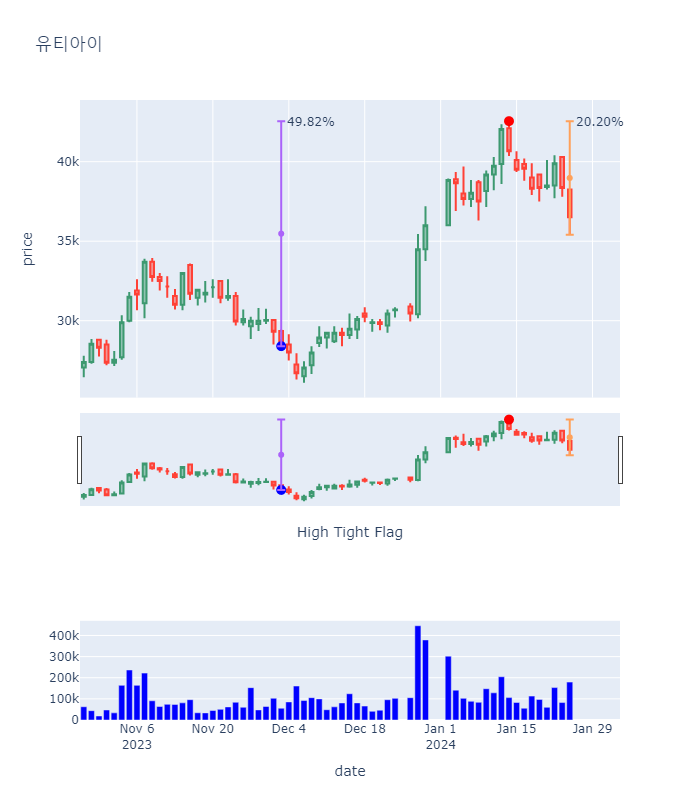 유티아이
49.82%
20.20%
40k
35k
30k
price
High Tight Flag
400k
300k
200k
100k
0
Nov 6
2023
Nov 20
Dec 4
Dec 18
Jan 1
2024
Jan 15
Jan 29
date